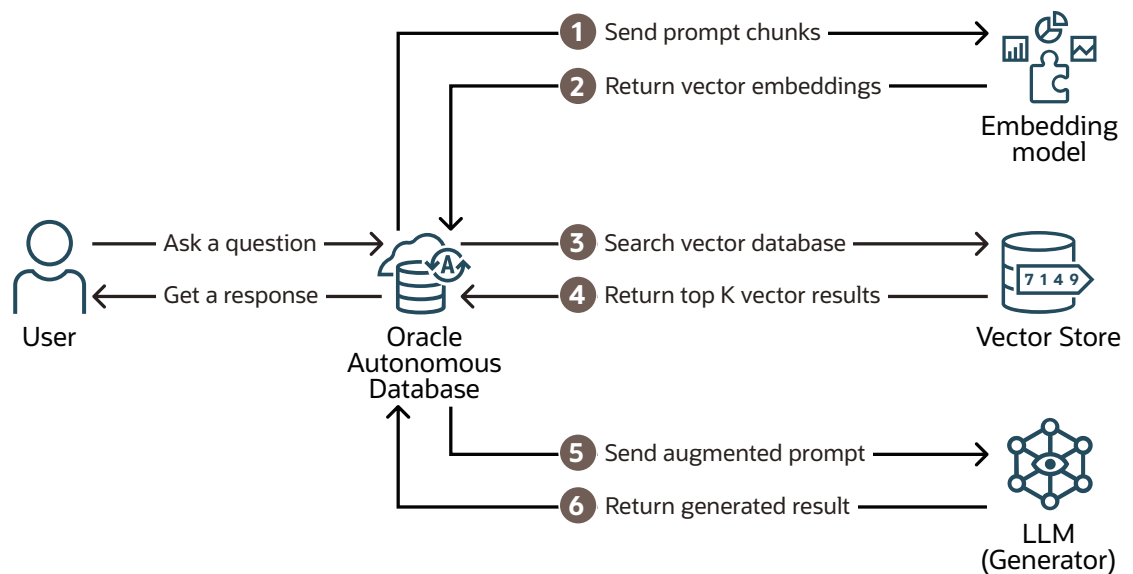 1 Send prompt chunks
2 Return vector embeddings
Embedding
model
Ask a question
3 Search vector database
A
7 1 4 9
Get a response
4 Return top K vector results
User
Oracle
Autonomous
Database
Vector Store
5 Send augmented prompt
6 Return generated result
LLM
(Generator)